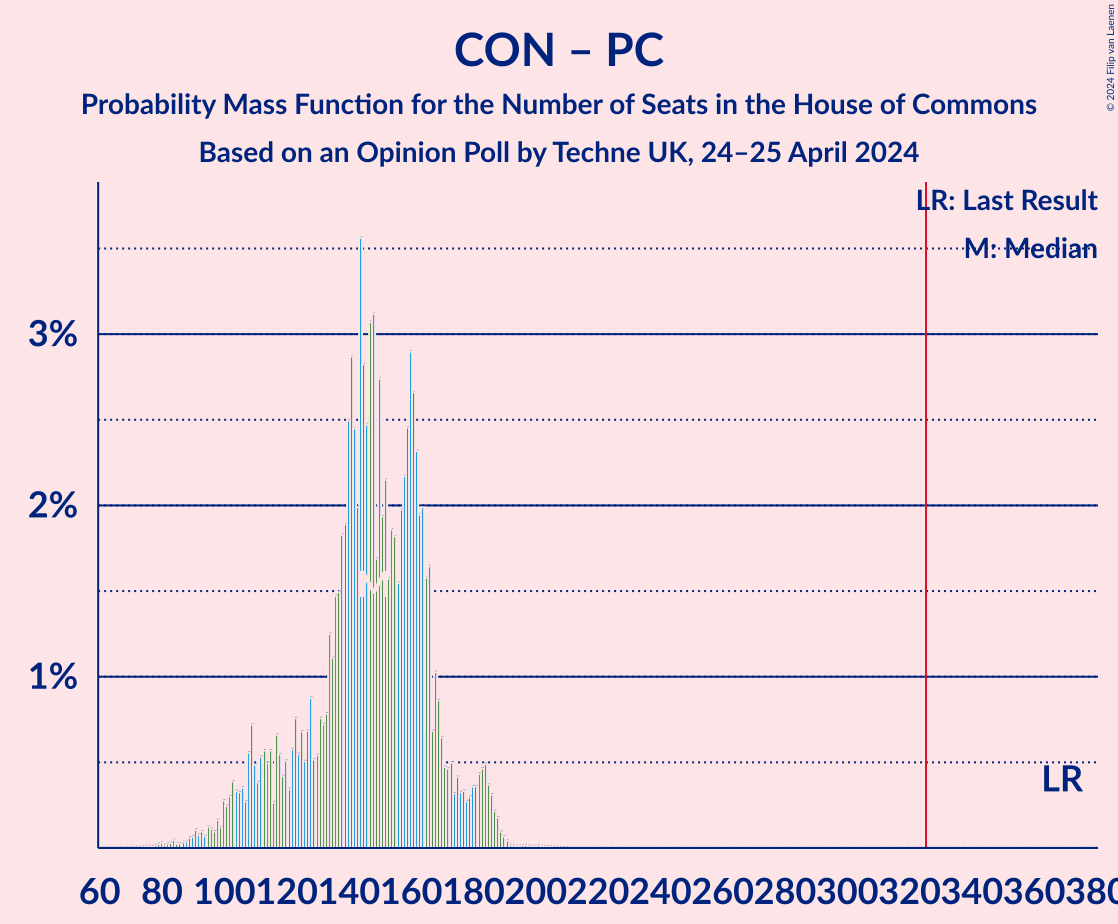 CON – PC
Probability Mass Function for the Number of Seats in the House of Commons
Based on an Opinion Poll by Techne UK, 24–25 April 2024
© 2024 Filip van Laenen
LR: Last Result
M: Median
3%
2%
1%
LR
60 80 100 120 140 160 180 200 220 240 260 280 300 320 340 360 380